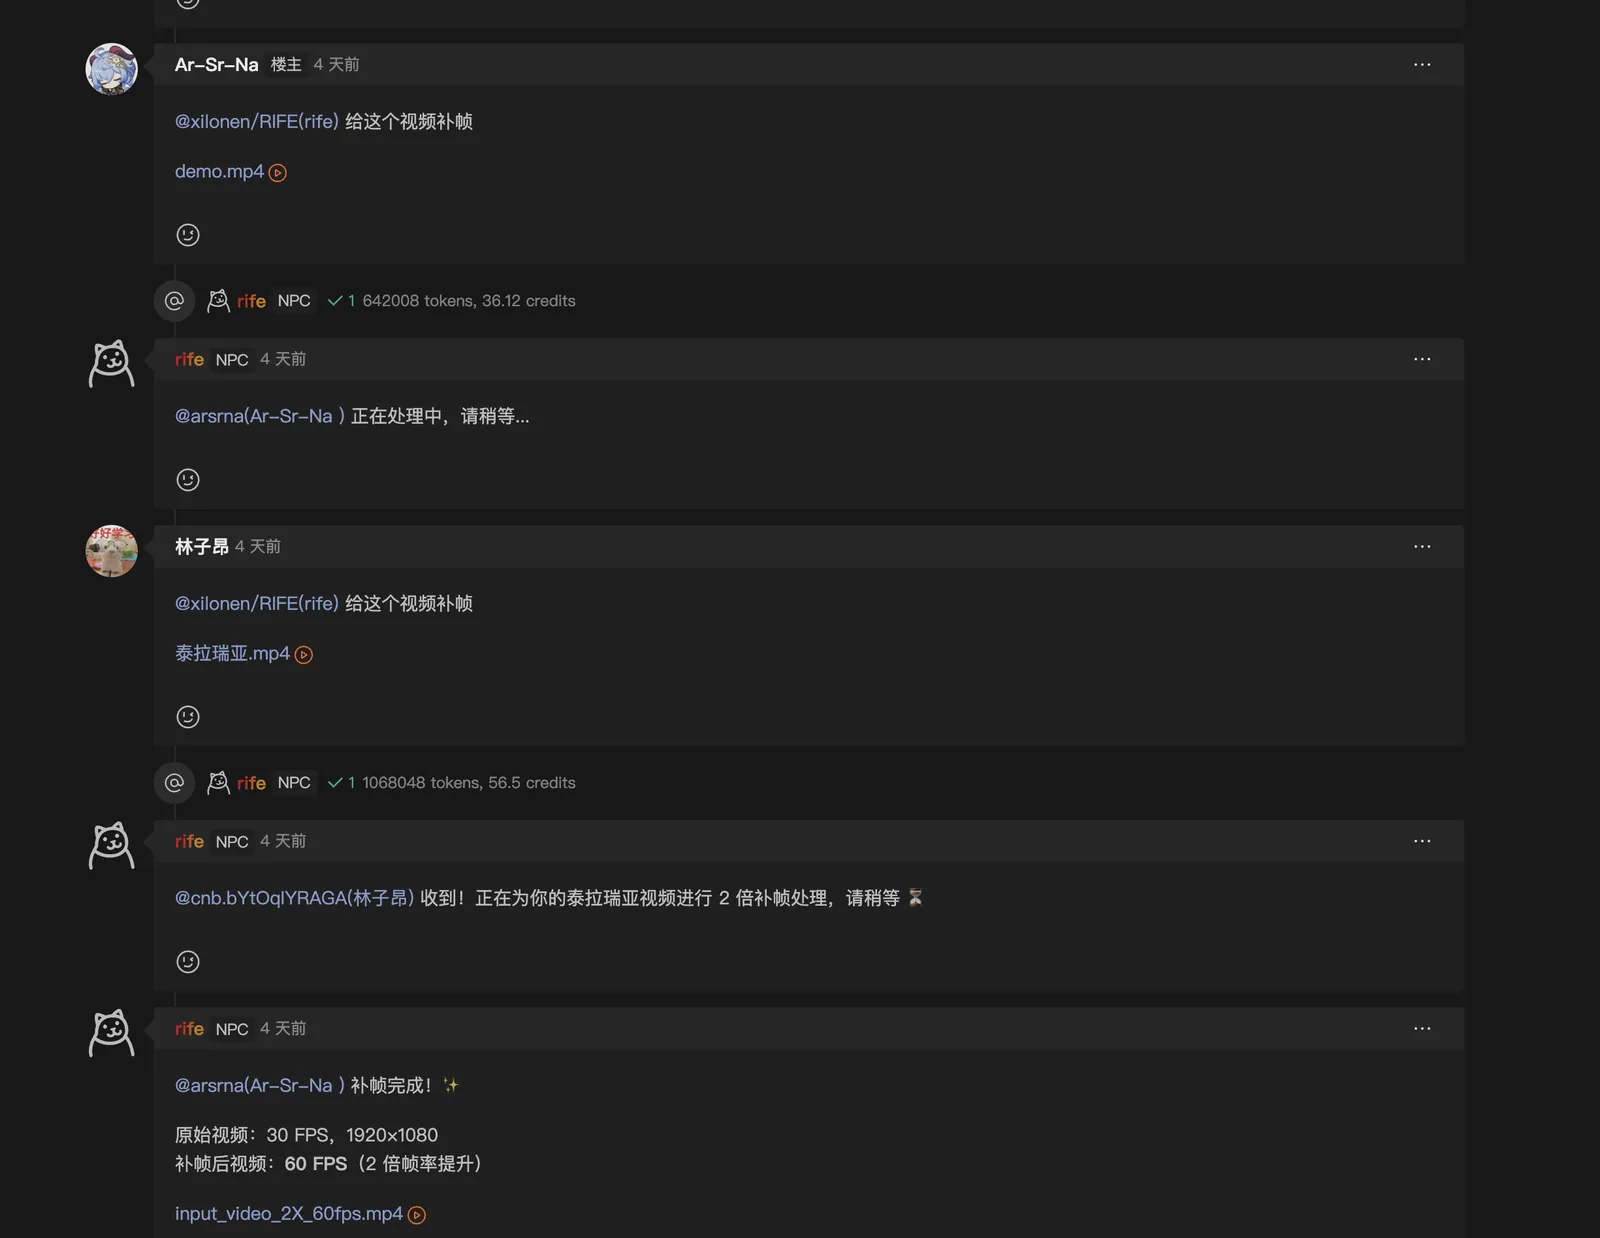 Ar-Sr-Na 楼主 4 天前 ...
@xilonen/RIFE(rife) 给这个视频补帧
demo.mp4
@ rife NPC ✓ 1 642008 tokens, 36.12 credits
rife NPC 4 天前 ...
@arsrna(Ar-Sr-Na ) 正在处理中，请稍等...
林子昂 4 天前 ...
@xilonen/RIFE(rife) 给这个视频补帧
泰拉瑞亚.mp4
@ rife NPC ✓ 1 1068048 tokens, 56.5 credits
rife NPC 4 天前 ...
@cnb.bYtOqIYRAGA(林子昂) 收到！正在为你的泰拉瑞亚视频进行 2 倍补帧处理，请稍等 ⏳
rife NPC 4 天前 ...
@arsrna(Ar-Sr-Na ) 补帧完成！✨
原始视频：30 FPS，1920×1080
补帧后视频：60 FPS（2 倍帧率提升）
input_video_2X_60fps.mp4